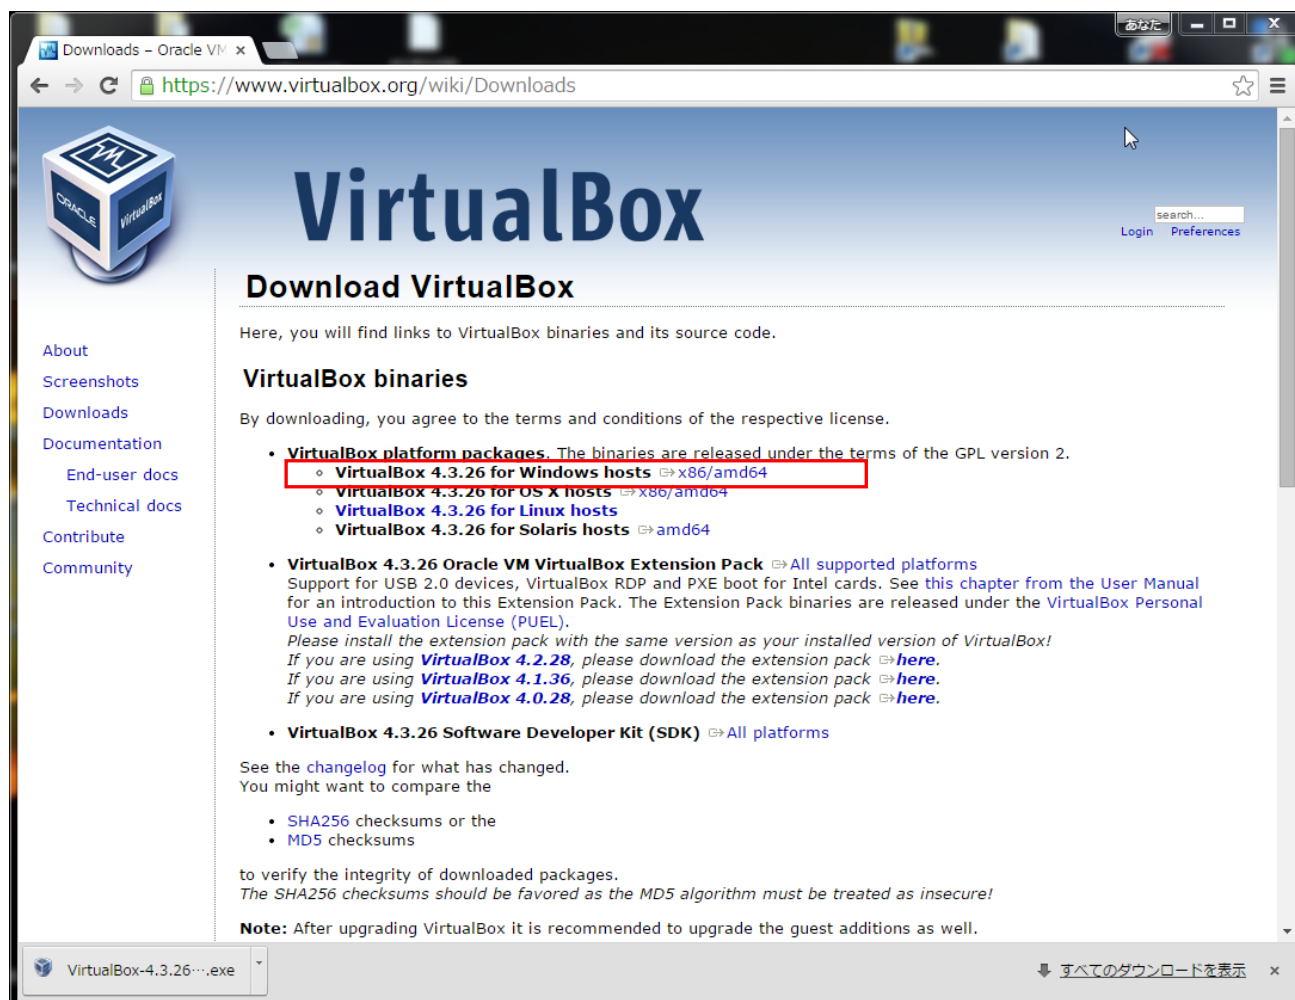 あなた
Downloads – Oracle VM
https://www.virtualbox.org/wiki/Downloads
ORACLE
VirtualBox
VirtualBox
search...
Login Preferences
About
Screenshots
Downloads
Documentation
End-user docs
Technical docs
Contribute
Community
Download VirtualBox
Here, you will find links to VirtualBox binaries and its source code.
VirtualBox binaries
By downloading, you agree to the terms and conditions of the respective license.
• VirtualBox platform packages. The binaries are released under the terms of the GPL version 2.
VirtualBox 4.3.26 for Windows hosts x86/amd64
VirtualBox 4.3.26 for OS X hosts x86/amd64
VirtualBox 4.3.26 for Linux hosts
VirtualBox 4.3.26 for Solaris hosts amd64
• VirtualBox 4.3.26 Oracle VM VirtualBox Extension Pack All supported platforms
Support for USB 2.0 devices, VirtualBox RDP and PXE boot for Intel cards. See this chapter from the User Manual
for an introduction to this Extension Pack. The Extension Pack binaries are released under the VirtualBox Personal
Use and Evaluation License (PUEL).
Please install the extension pack with the same version as your installed version of VirtualBox!
If you are using VirtualBox 4.2.28, please download the extension pack here.
If you are using VirtualBox 4.1.36, please download the extension pack here.
If you are using VirtualBox 4.0.28, please download the extension pack here.
• VirtualBox 4.3.26 Software Developer Kit (SDK) All platforms
See the changelog for what has changed.
You might want to compare the
• SHA256 checksums or the
• MD5 checksums
to verify the integrity of downloaded packages.
The SHA256 checksums should be favored as the MD5 algorithm must be treated as insecure!
Note: After upgrading VirtualBox it is recommended to upgrade the guest additions as well.
VirtualBox-4.3.26….exe
すべてのダウンロードを表示